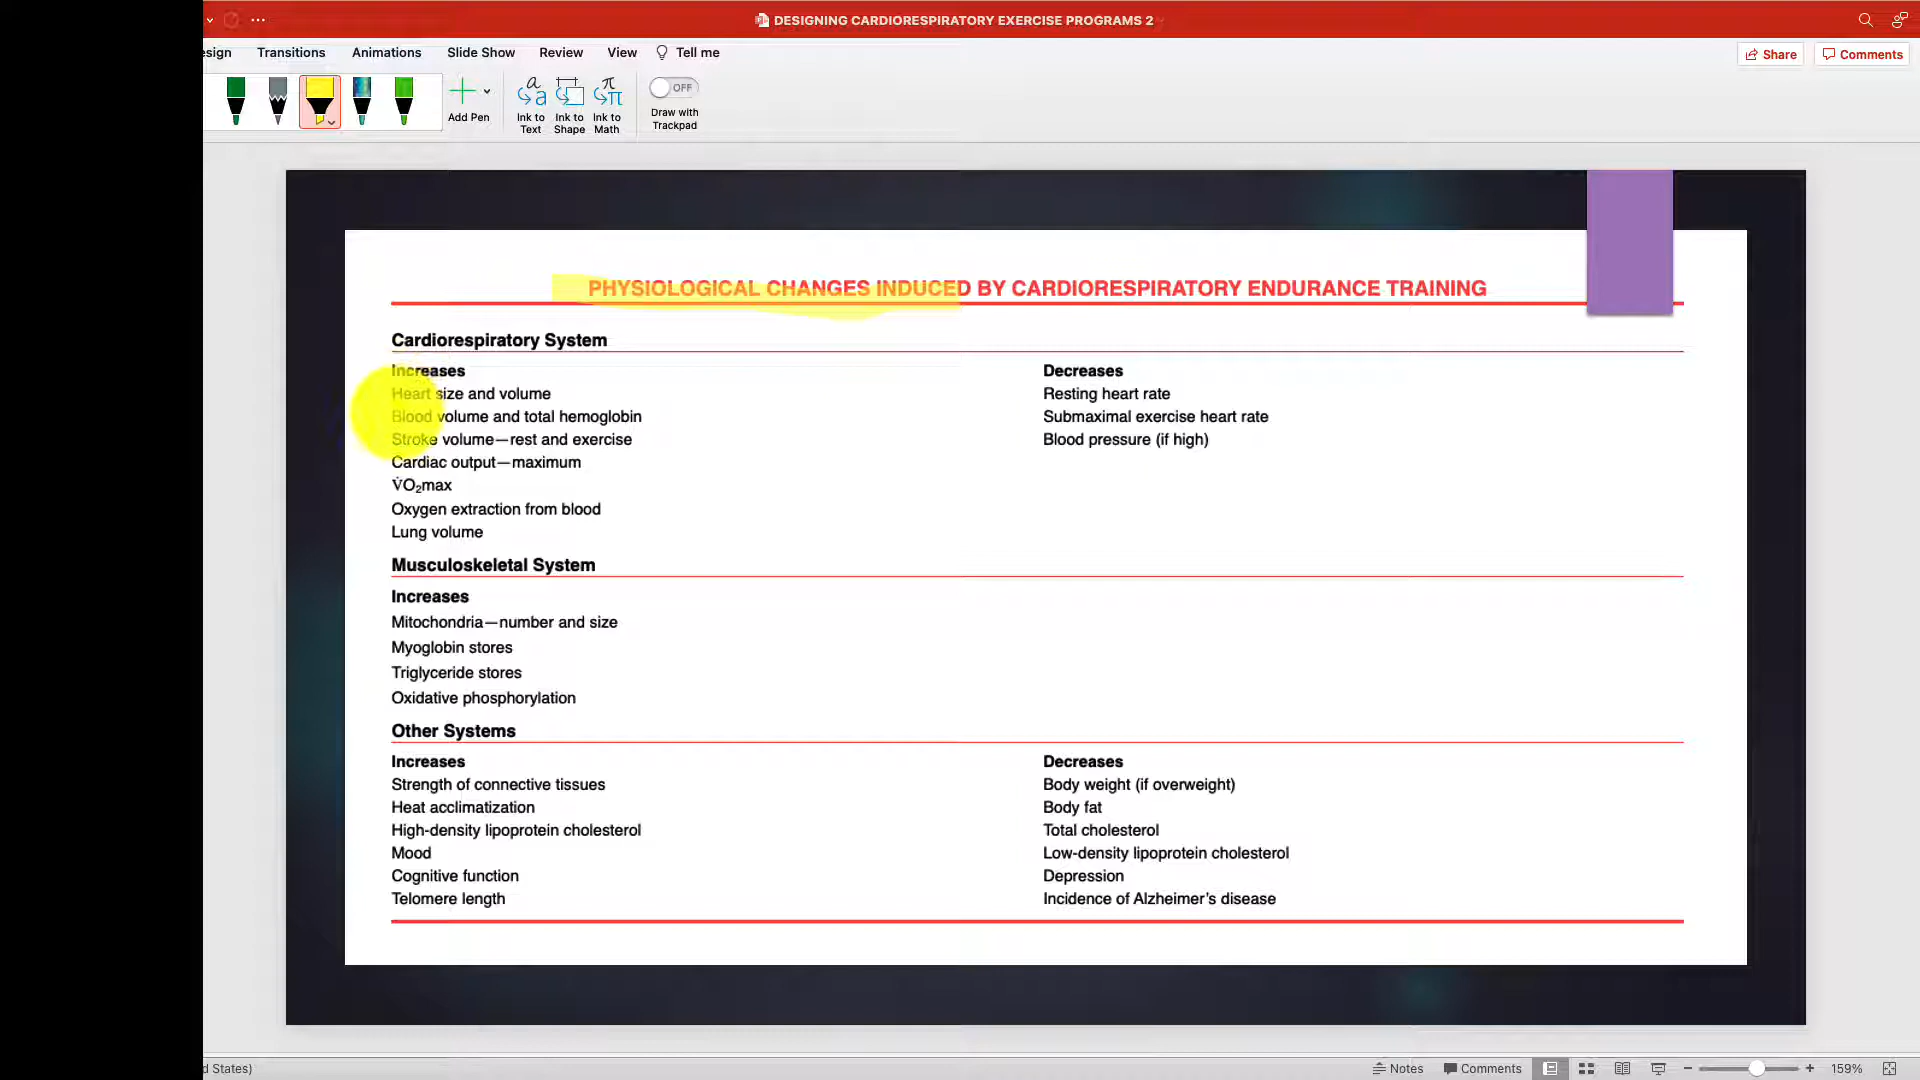 DESIGNING CARDIORESPIRATORY EXERCISE PROGRAMS 2
esign Transitions Animations Slide Show Review View Tell me
Share Comments
Add Pen
Ink to Text
Ink to Shape
Ink to Math
OFF
Draw with Trackpad
PHYSIOLOGICAL CHANGES INDUCED BY CARDIORESPIRATORY ENDURANCE TRAINING
Cardiorespiratory System
Increases
Heart size and volume
Blood volume and total hemoglobin
Stroke volume—rest and exercise
Cardiac output—maximum
V̇O₂max
Oxygen extraction from blood
Lung volume
Decreases
Resting heart rate
Submaximal exercise heart rate
Blood pressure (if high)
Musculoskeletal System
Increases
Mitochondria—number and size
Myoglobin stores
Triglyceride stores
Oxidative phosphorylation
Other Systems
Increases
Strength of connective tissues
Heat acclimatization
High-density lipoprotein cholesterol
Mood
Cognitive function
Telomere length
Decreases
Body weight (if overweight)
Body fat
Total cholesterol
Low-density lipoprotein cholesterol
Depression
Incidence of Alzheimer's disease
d States)
Notes Comments 159%